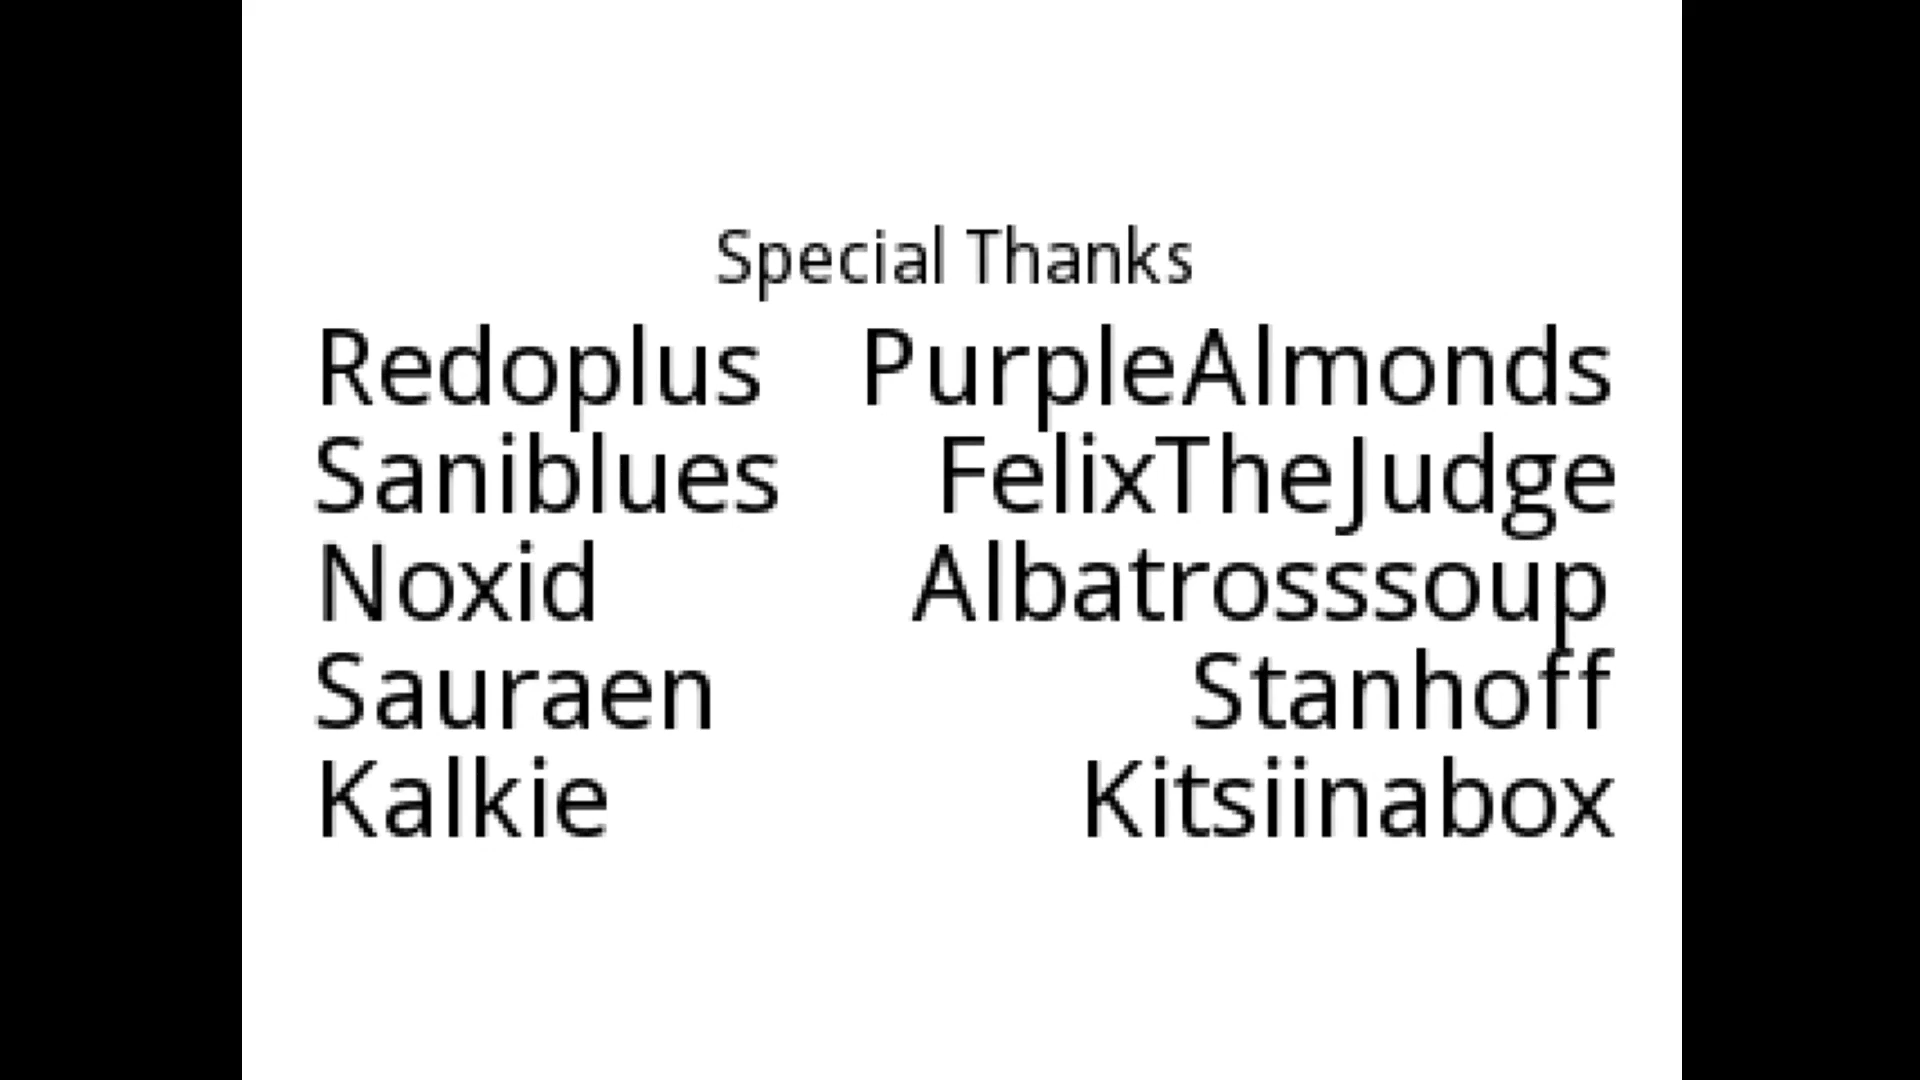 Special Thanks
Redoplus PurpleAlmonds
Saniblues FelixTheJudge
Noxid Albatrosssoup
Sauraen Stanhoff
Kalkie Kitsiinabox